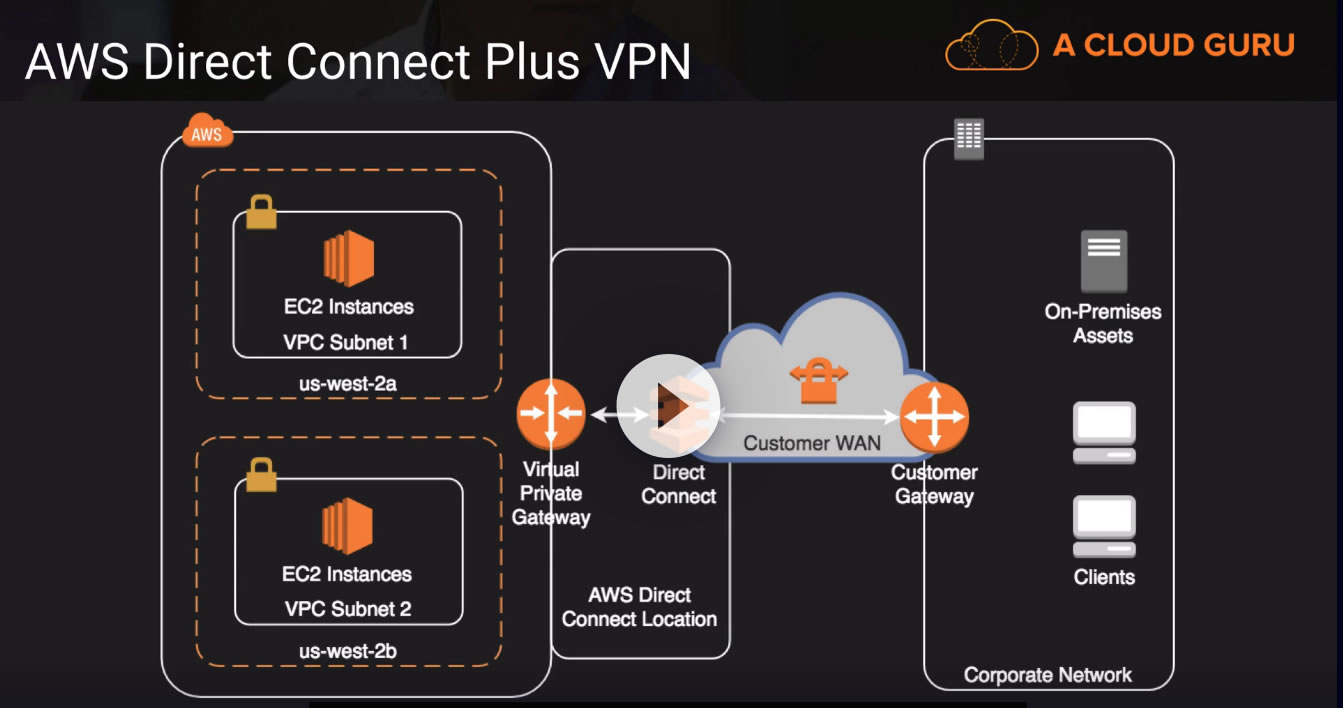 AWS Direct Connect Plus VPN
A CLOUD GURU
AWS
EC2 Instances
VPC Subnet 1
us-west-2a
EC2 Instances
VPC Subnet 2
us-west-2b
Virtual
Private
Gateway
Direct
Connect
AWS Direct
Connect Location
Customer WAN
Customer
Gateway
On-Premises
Assets
Clients
Corporate Network